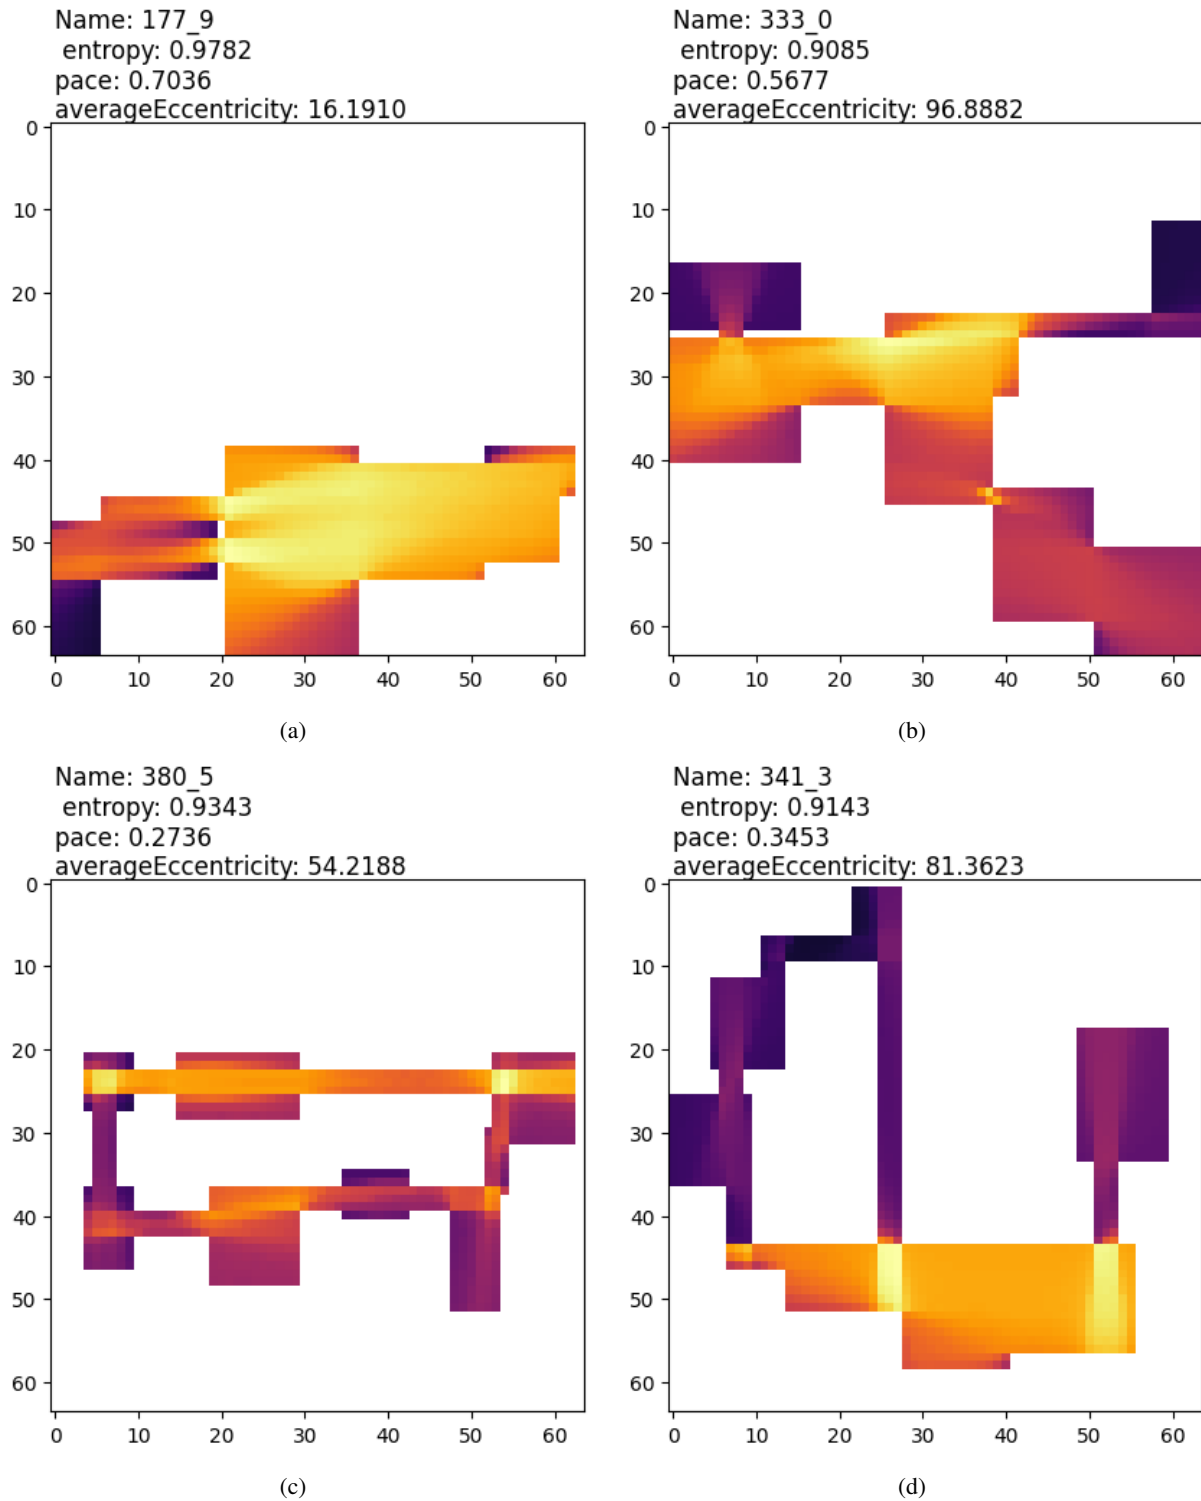 Name: 177_9
entropy: 0.9782
pace: 0.7036
averageEccentricity: 16.1910
0
10
20
30
40
50
60
0 10 20 30 40 50 60
(a)
Name: 333_0
entropy: 0.9085
pace: 0.5677
averageEccentricity: 96.8882
0
10
20
30
40
50
60
0 10 20 30 40 50 60
(b)
Name: 380_5
entropy: 0.9343
pace: 0.2736
averageEccentricity: 54.2188
0
10
20
30
40
50
60
0 10 20 30 40 50 60
(c)
Name: 341_3
entropy: 0.9143
pace: 0.3453
averageEccentricity: 81.3623
0
10
20
30
40
50
60
0 10 20 30 40 50 60
(d)